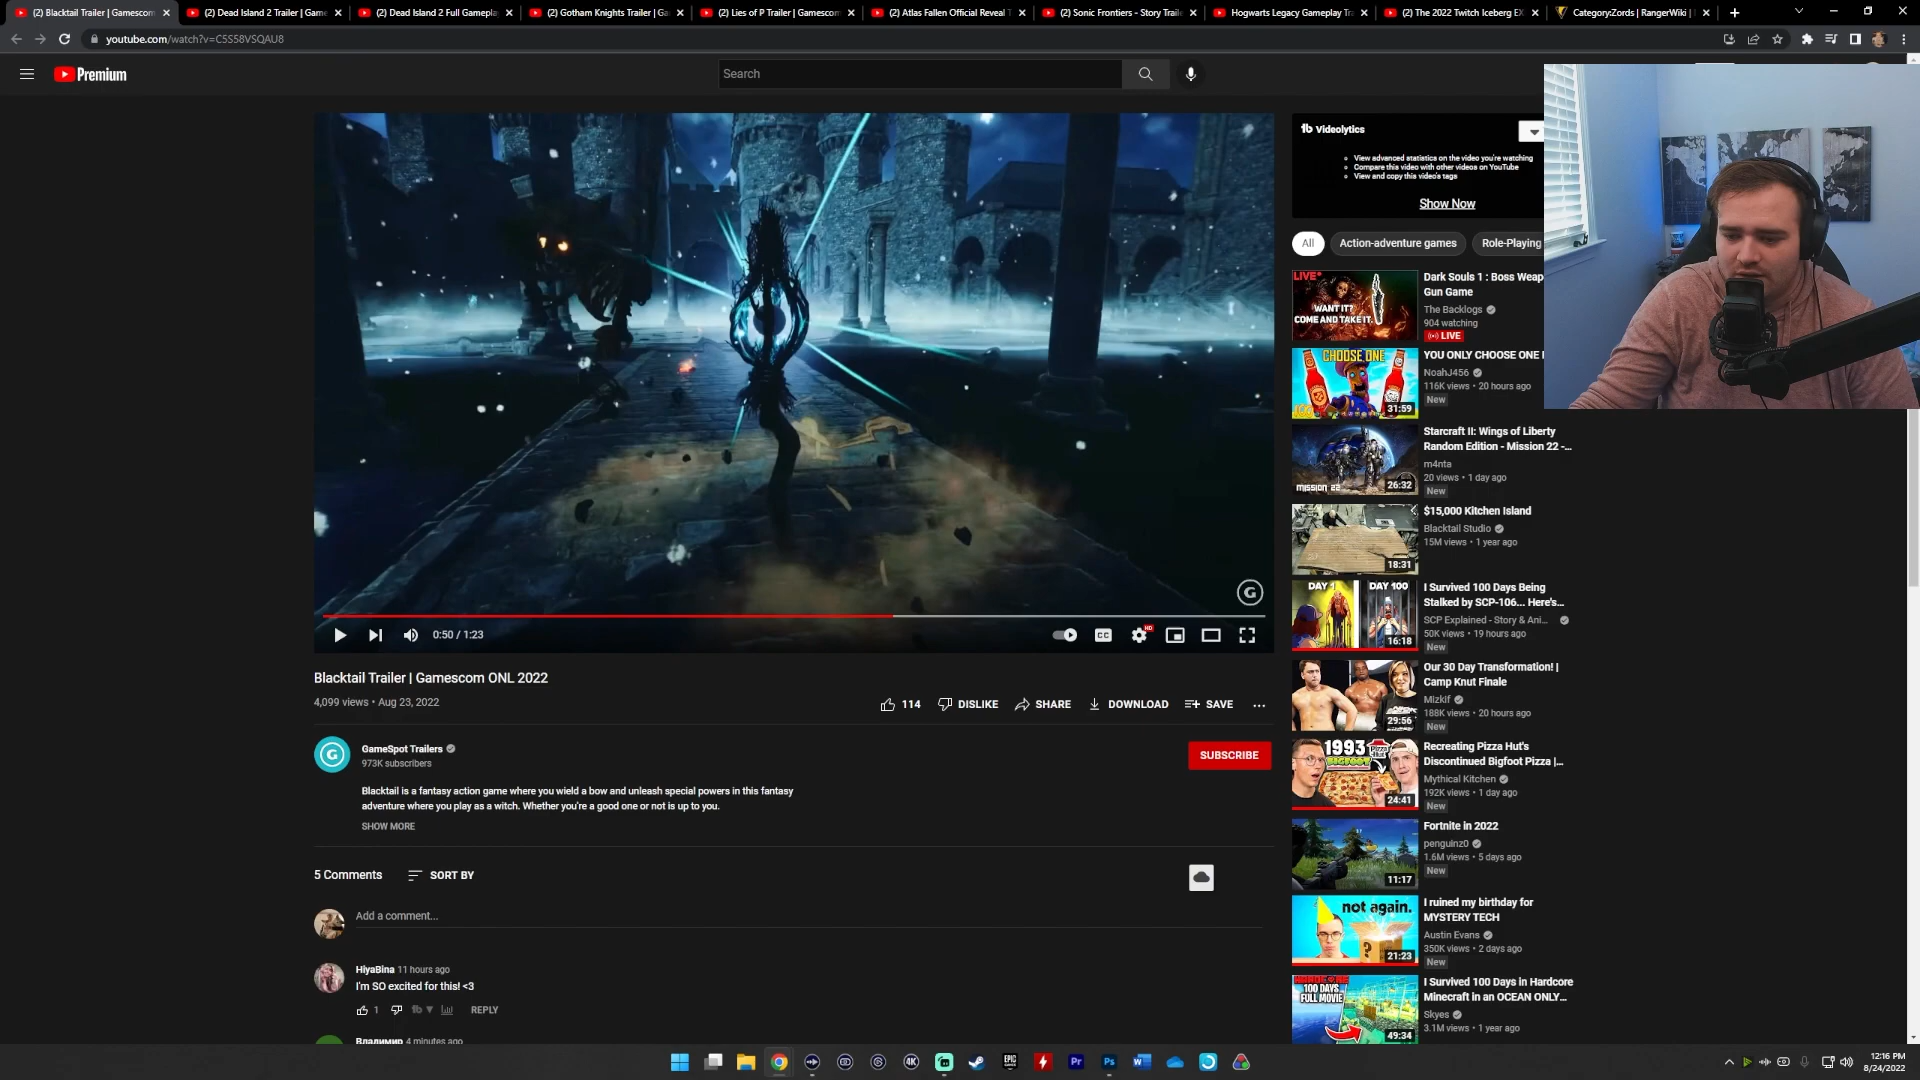 (2) Blacktail Trailer | Gamescom
(2) Dead Island 2 Trailer | Game
(2) Dead Island 2 Full Gamepla
(2) Gotham Knights Trailer | Ga
(2) Lies of P Trailer | Gamescom
(2) Atlas Fallen Official Reveal T
(2) Sonic Frontiers - Story Traile
Hogwarts Legacy Gameplay Tra
(2) The 2022 Twitch Iceberg EX
Category:Zords | RangerWiki |
youtube.com/watch?v=C5S58VSQAU8
Premium
Search
Videolytics
View advanced statistics on the video you're watching
Compare this video with other videos on YouTube
View and copy this video's tags
Show Now
All
Action-adventure games
Role-Playing
LIVE
WANT IT?
COME AND TAKE IT.
Dark Souls 1 : Boss Weap
Gun Game
The Backlogs
904 watching
LIVE
CHOOSE ONE
31:59
YOU ONLY CHOOSE ONE
NoahJ456
116K views • 20 hours ago
New
MISSION 22
26:32
Starcraft II: Wings of Liberty
Random Edition - Mission 22 -...
m4nta
20 views • 1 day ago
New
18:31
$15,000 Kitchen Island
Blacktail Studio
15M views • 1 year ago
DAY 1
DAY 100
16:18
I Survived 100 Days Being
Stalked by SCP-106... Here's...
SCP Explained - Story & Ani...
50K views • 19 hours ago
New
29:56
Our 30 Day Transformation! |
Camp Knut Finale
Mizkif
188K views • 20 hours ago
New
1993
BIGFOOT
24:41
Recreating Pizza Hut's
Discontinued Bigfoot Pizza |...
Mythical Kitchen
192K views • 1 day ago
New
11:17
Fortnite in 2022
penguinz0
1.6M views • 5 days ago
New
not again.
21:23
I ruined my birthday for
MYSTERY TECH
Austin Evans
350K views • 2 days ago
New
100 DAYS
FULL MOVIE
49:34
I Survived 100 Days in Hardcore
Minecraft in an OCEAN ONLY...
Skyes
3.1M views • 1 year ago
G
0:50 / 1:23
CC
HD
Blacktail Trailer | Gamescom ONL 2022
4,099 views • Aug 23, 2022
114
DISLIKE
SHARE
DOWNLOAD
SAVE
GameSpot Trailers
973K subscribers
SUBSCRIBE
Blacktail is a fantasy action game where you wield a bow and unleash special powers in this fantasy
adventure where you play as a witch. Whether you're a good one or not is up to you.
SHOW MORE
5 Comments
SORT BY
Add a comment...
HiyaBina 11 hours ago
I'm SO excited for this! <3
1
REPLY
Владимир 4 minutes ago
4K
EPIC
Pr
Ps
12:16 PM
8/24/2022